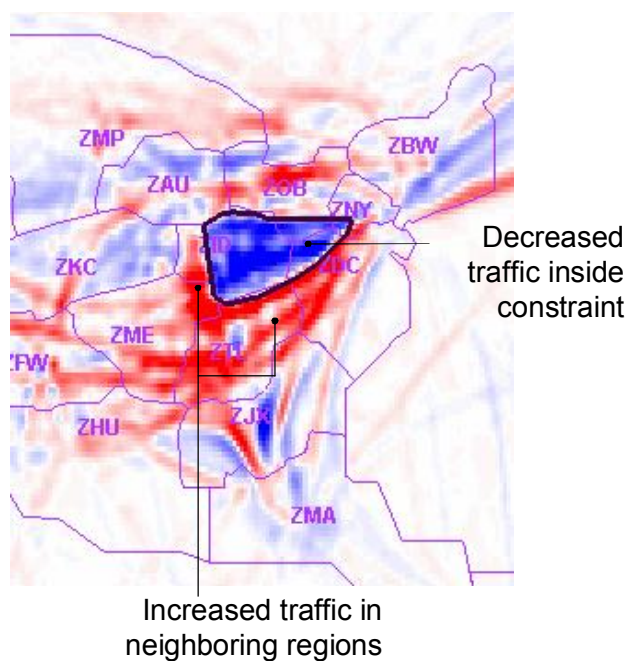 ZMP
ZBW
ZAU
ZOB
ZNY
ZID
Decreased
traffic inside
constraint
ZDC
ZKC
ZME
ZTL
ZFW
ZJX
ZHU
ZMA
Increased traffic in
neighboring regions